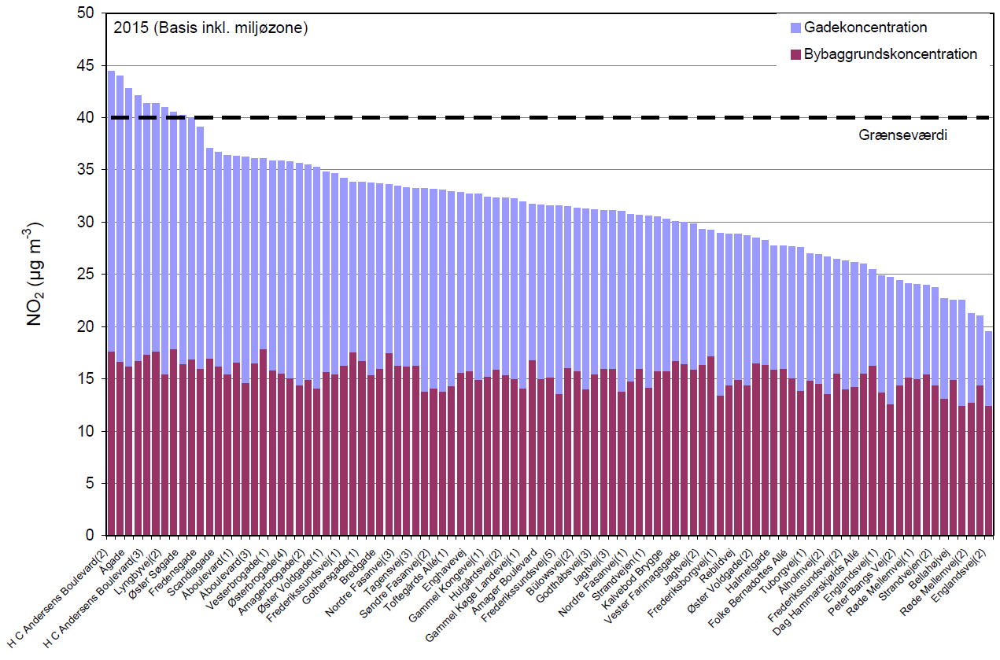 2015 (Basis inkl. miljøzone)
Gadekoncentration
Bybaggrundskoncentration
Grænseværdi
NO2 (µg m-3)
50
45
40
35
30
25
20
15
10
5
0
H C Andersens Boulevard(2)
Ågade
H C Andersens Boulevard(3)
Lyngbyvej(2)
Øster Søgade
Fredensgade
Scandiagade
Åboulevard(1)
Åboulevard(3)
Vesterbrogade(1)
Østerbrogade(4)
Amagerbrogade(2)
Øster Voldgade(1)
Frederikssundsvej(1)
Gothersgade(1)
Bredgade
Nordre Fasanvej(3)
Tagensvej(3)
Søndre Fasanvej(2)
Toftegårds Allé(1)
Enghavevej
Gammel Kongevej(1)
Hulgårdsvej(2)
Gammel Køge Landevej(1)
Amager Boulevard
Frederikssundsvej(5)
Bülowsvej(2)
Godthåbsvej(3)
Jagtvej(3)
Nordre Fasanvej(1)
Strandvejen(1)
Kalvebod Brygge
Vester Farimagsgade
Jagtvej(2)
Frederiksborgvej(1)
Rebildvej
Øster Voldgade(2)
Halmetgade
Folke Bernadottes Allé
Tuborgvej(1)
Ålholmvej(2)
Frederikssundsvej(2)
Dag Hammarskjølds Allé
Englandsvej(1)
Peter Bangs Vej(2)
Røde Mellemvej(1)
Strandvejen(2)
Bellahøjvej
Røde Mellemvej(2)
Englandsvej(2)